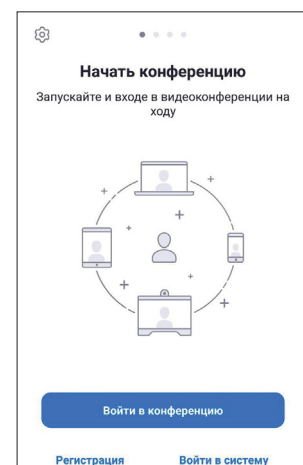 Начать конференцию
Запускайте и входе в видеоконференции на
ходу
Войти в конференцию
Регистрация
Войти в систему